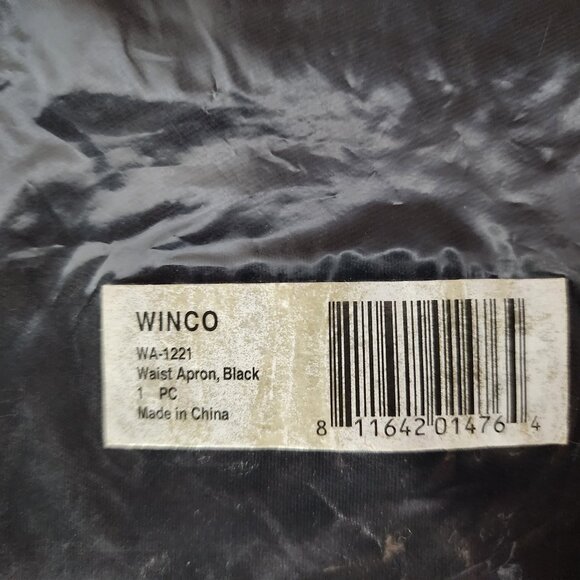 WINCO
WA-1221
Waist Apron, Black
1 PC
Made in China
8 11642 01476 4